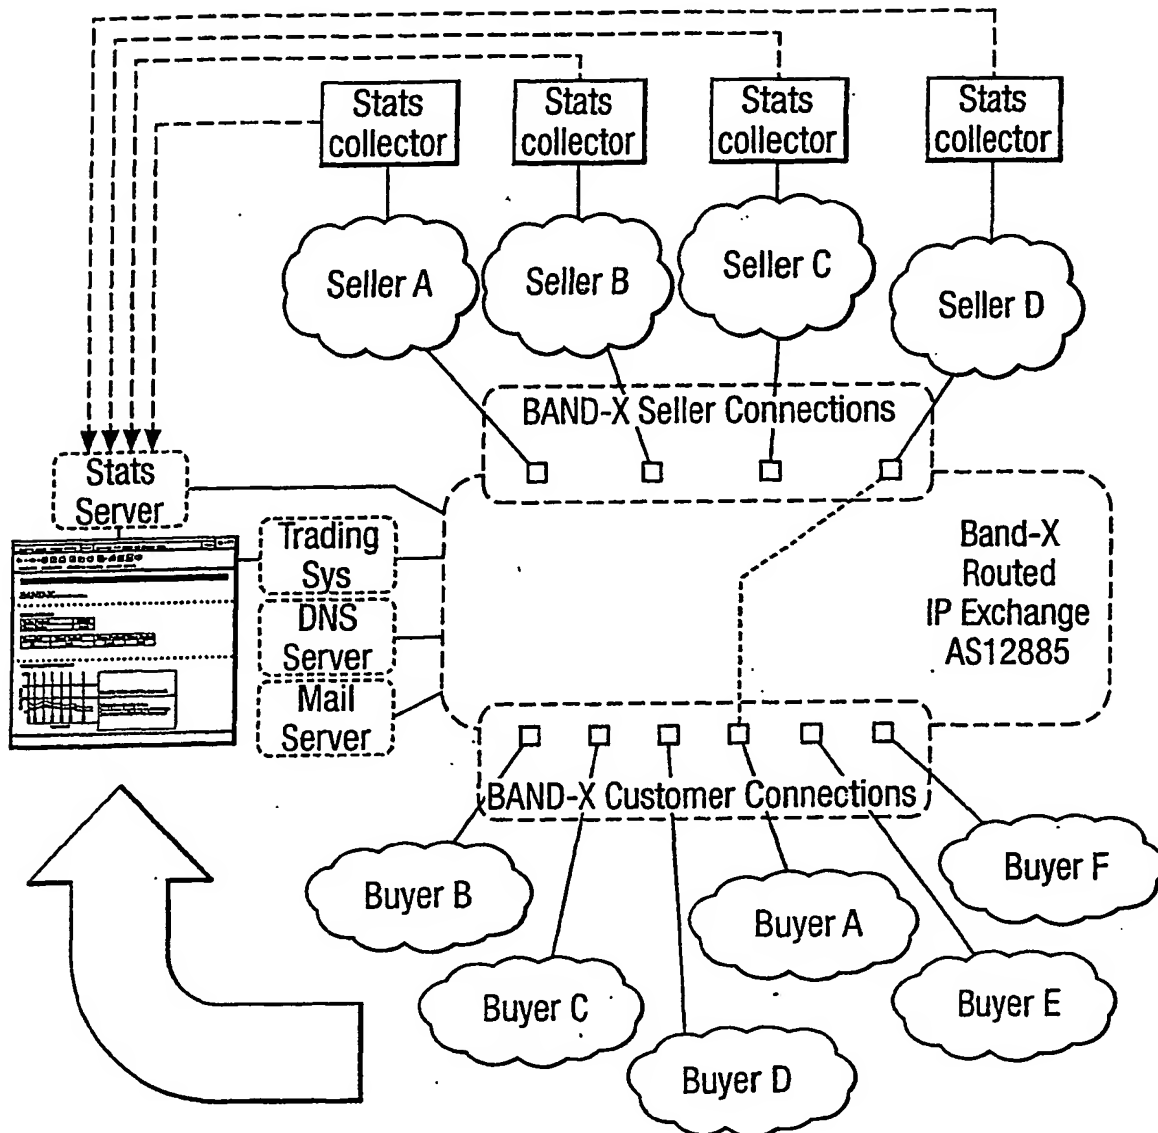 Stats
collector
Stats
collector
Stats
collector
Stats
collector
Seller A
Seller B
Seller C
Seller D
BAND-X Seller Connections
Stats
Server
Trading
Sys
DNS
Server
Mail
Server
BAND-X
Band-X
Routed
IP Exchange
AS12885
BAND-X Customer Connections
Buyer B
Buyer C
Buyer D
Buyer A
Buyer E
Buyer F